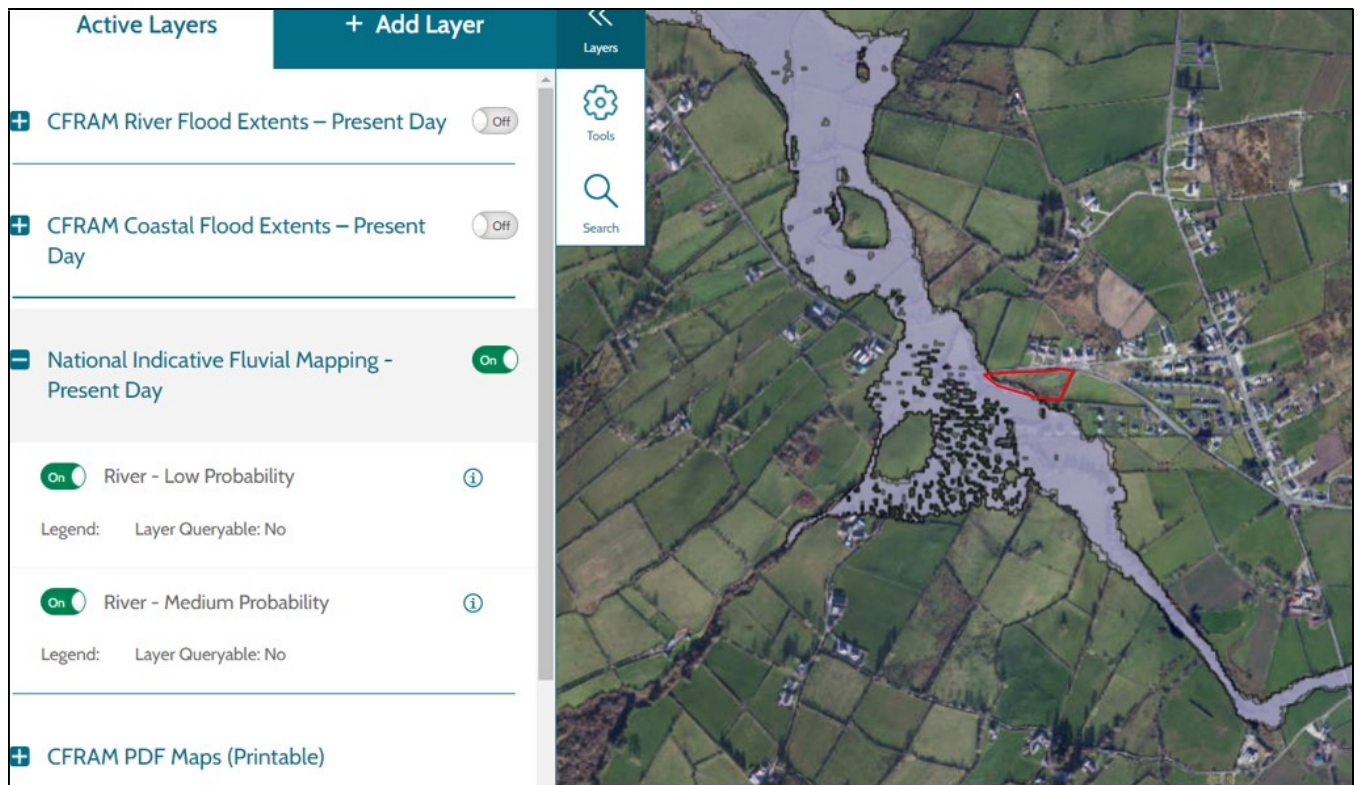 Active Layers
+ Add Layer
Layers
Tools
Search
CFRAM River Flood Extents – Present Day
Off
CFRAM Coastal Flood Extents – Present
Day
Off
National Indicative Fluvial Mapping -
Present Day
On
On
River - Low Probability
Legend: Layer Queryable: No
On
River - Medium Probability
Legend: Layer Queryable: No
CFRAM PDF Maps (Printable)